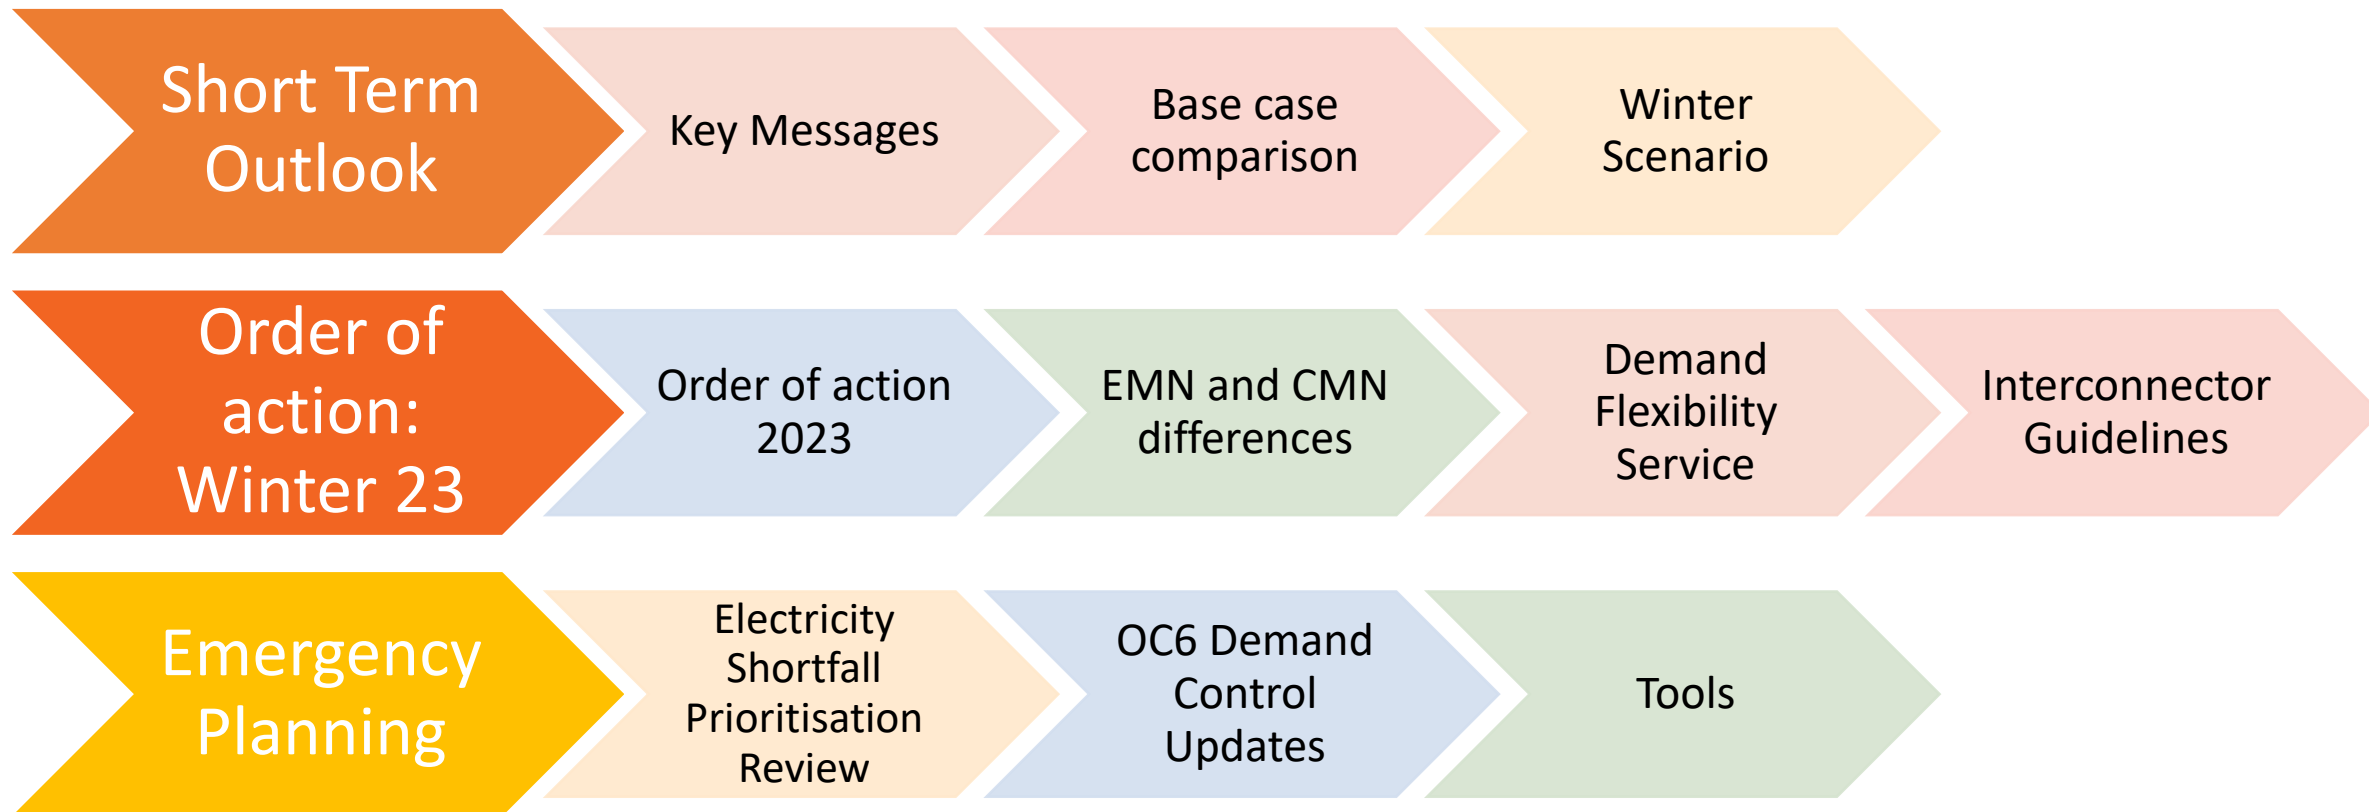 Short Term
Outlook
Key Messages
Base case
comparison
Winter
Scenario
Order of
action:
Winter 23
Order of action
2023
EMN and CMN
differences
Demand
Flexibility
Service
Interconnector
Guidelines
Emergency
Planning
Electricity
Shortfall
Prioritisation
Review
OC6 Demand
Control
Updates
Tools